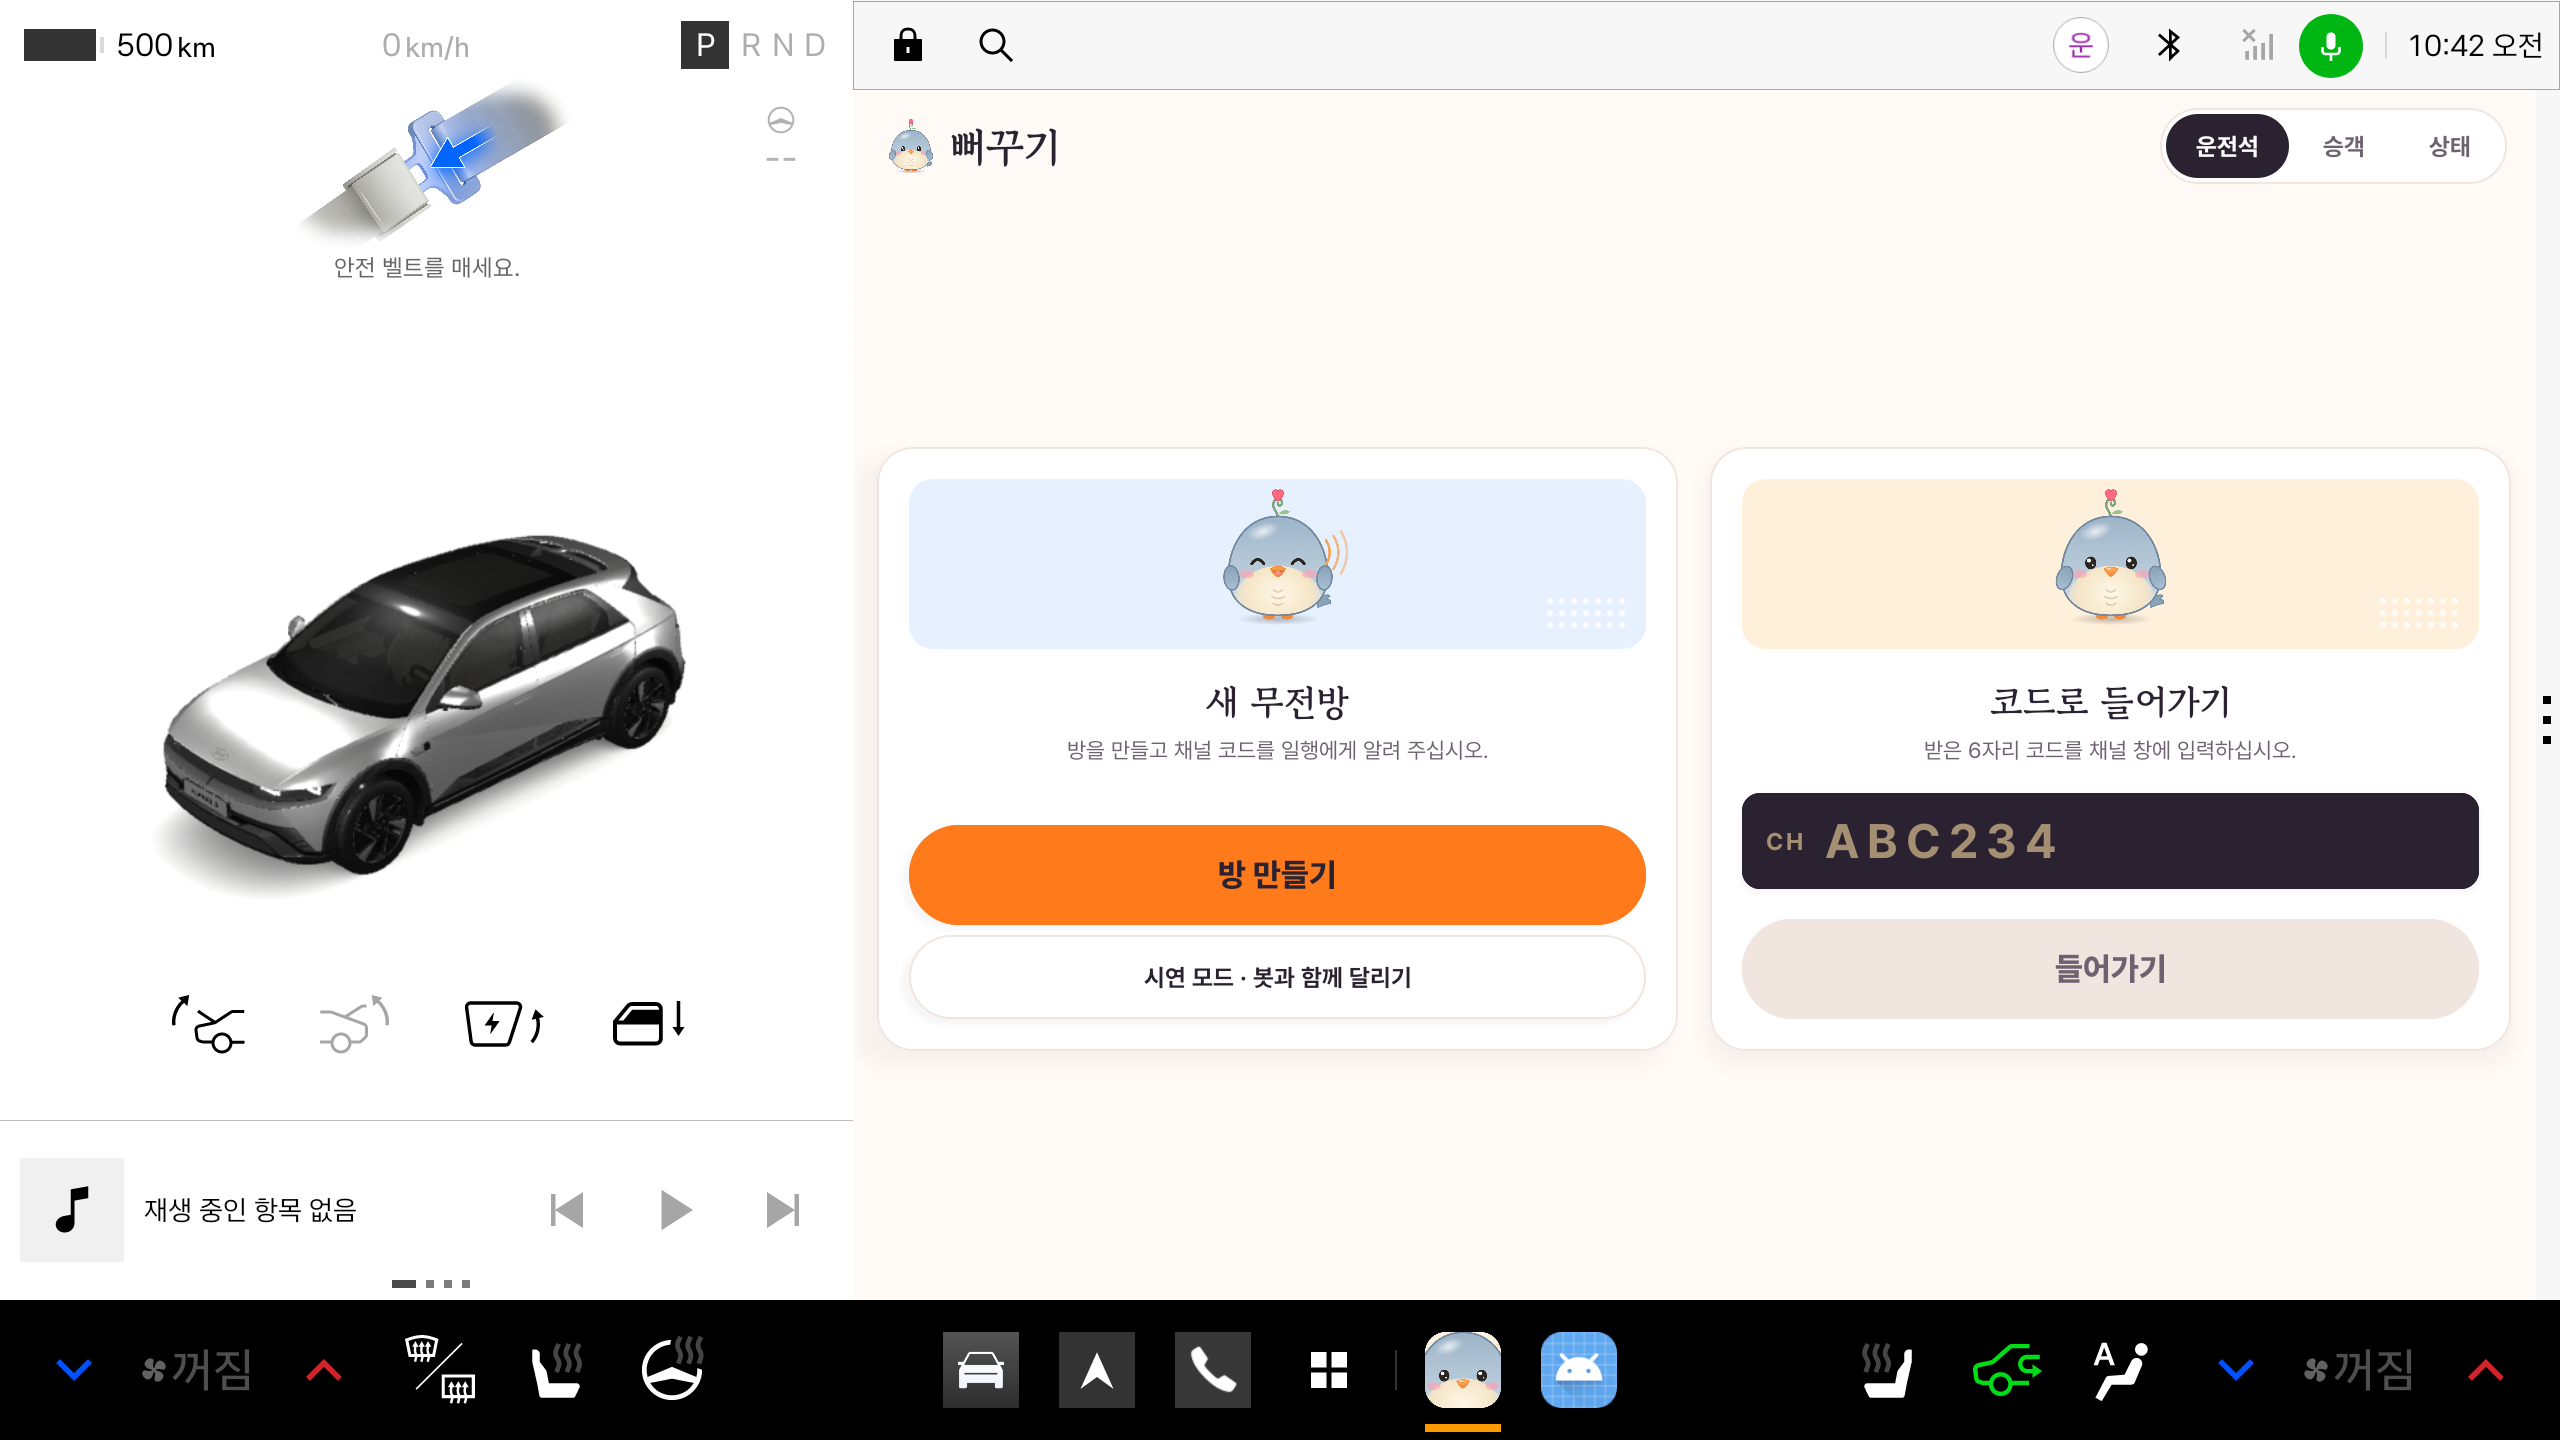 500 km
0 km/h
P R N D
안전 벨트를 매세요.
재생 중인 항목 없음
운
10:42 오전
뻐꾸기
운전석
승객
상태
새 무전방
방을 만들고 채널 코드를 일행에게 알려 주십시오.
방 만들기
시연 모드 · 봇과 함께 달리기
코드로 들어가기
받은 6자리 코드를 채널 창에 입력하십시오.
CH ABC234
들어가기
꺼짐
A
꺼짐